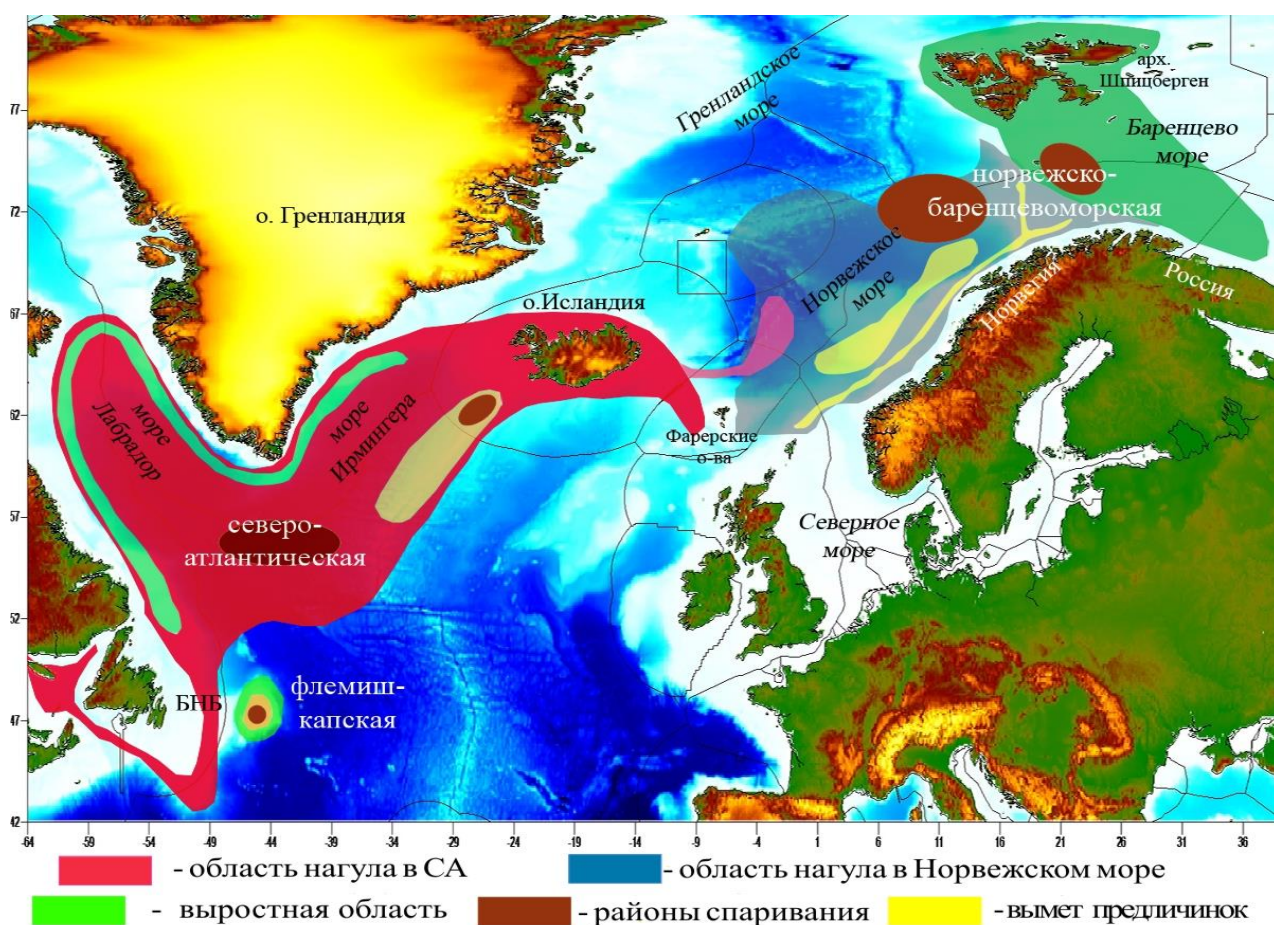 арх.
Шпицберген
Гренландское
море
Баренцево
море
77
норвежско-
баренцевоморская
72
о. Гренландия
Норвежское
море
Россия
Норвегия
67
о.Исландия
море
Лабрадор
море
Ирмингера
62
Фарерские
о-ва
57
северо-
атлантическая
Северное
море
52
БНБ
флемиш-
капская
47
42
-64 -59 -54 -49 -44 -39 -34 -29 -24 -19 -14 -9 -4 1 6 11 16 21 26 31 36
- область нагула в СА
- область нагула в Норвежском море
- выростная область
- районы спаривания
- вымет предличинок